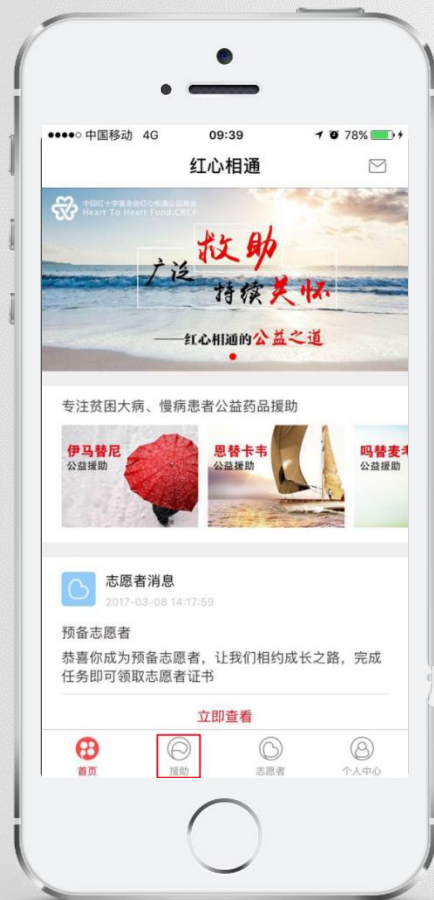 中国移动 4G 09:39 78%
红心相通
中国红十字基金会红心相通公益基金
Heart To Heart Fund.CRCF
广泛救助
持续关怀
——红心相通的公益之道
专注贫困大病、慢病患者公益药品援助
伊马替尼
公益援助
恩替卡韦
公益援助
吗替麦考
公益援助
志愿者消息
2017-03-08 14:17:59
预备志愿者
恭喜你成为预备志愿者，让我们相约成长之路，完成
任务即可领取志愿者证书
立即查看
首页 援助 志愿者 个人中心